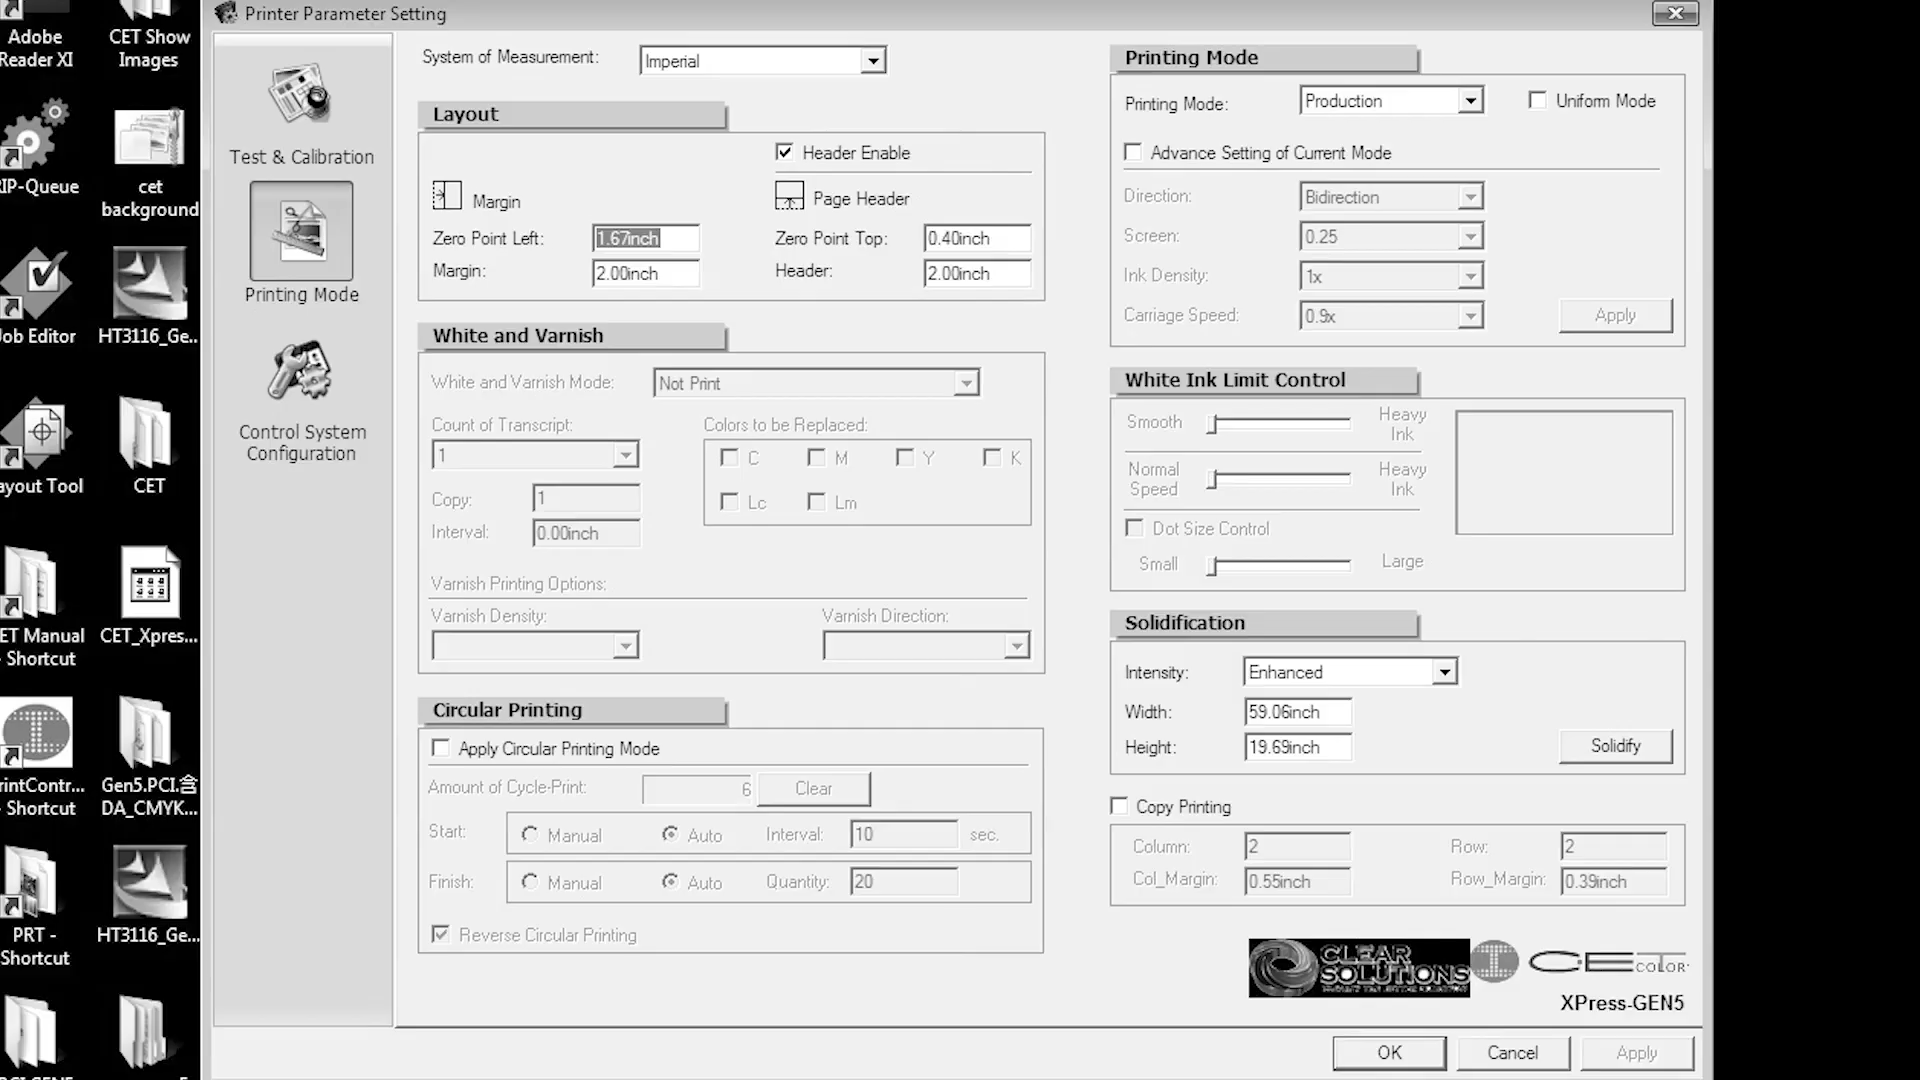 Adobe
Reader XI
CET Show
Images
RIP-Queue
cet
background
Job Editor
HT3116_Ge...
Layout Tool
CET
CET Manual
- Shortcut
CET_Xpres...
PrintContr...
- Shortcut
Gen5.PCI.含
DA_CMYK...
PRT -
Shortcut
HT3116_Ge...
Printer Parameter Setting
Test & Calibration
Printing Mode
Control System
Configuration
System of Measurement:
Imperial
Layout
Header Enable
Margin
Page Header
Zero Point Left:
1.67inch
Zero Point Top:
0.40inch
Margin:
2.00inch
Header:
2.00inch
White and Varnish
White and Varnish Mode:
Not Print
Count of Transcript:
1
Colors to be Replaced:
C
M
Y
K
Lc
Lm
Copy:
1
Interval:
0.00inch
Varnish Printing Options:
Varnish Density:
Varnish Direction:
Circular Printing
Apply Circular Printing Mode
Amount of Cycle-Print:
6
Clear
Start:
Manual
Auto
Interval:
10
sec.
Finish:
Manual
Auto
Quantity:
20
Reverse Circular Printing
Printing Mode
Printing Mode:
Production
Uniform Mode
Advance Setting of Current Mode
Direction:
Bidirection
Screen:
0.25
Ink Density:
1x
Carriage Speed:
0.9x
Apply
White Ink Limit Control
Smooth
Heavy
Ink
Normal
Speed
Heavy
Ink
Dot Size Control
Small
Large
Solidification
Intensity:
Enhanced
Width:
59.06inch
Height:
19.69inch
Solidify
Copy Printing
Column:
2
Row:
2
Col_Margin:
0.55inch
Row_Margin:
0.39inch
CLEAR
SOLUTIONS
CET
COLOR
XPress-GEN5
OK
Cancel
Apply